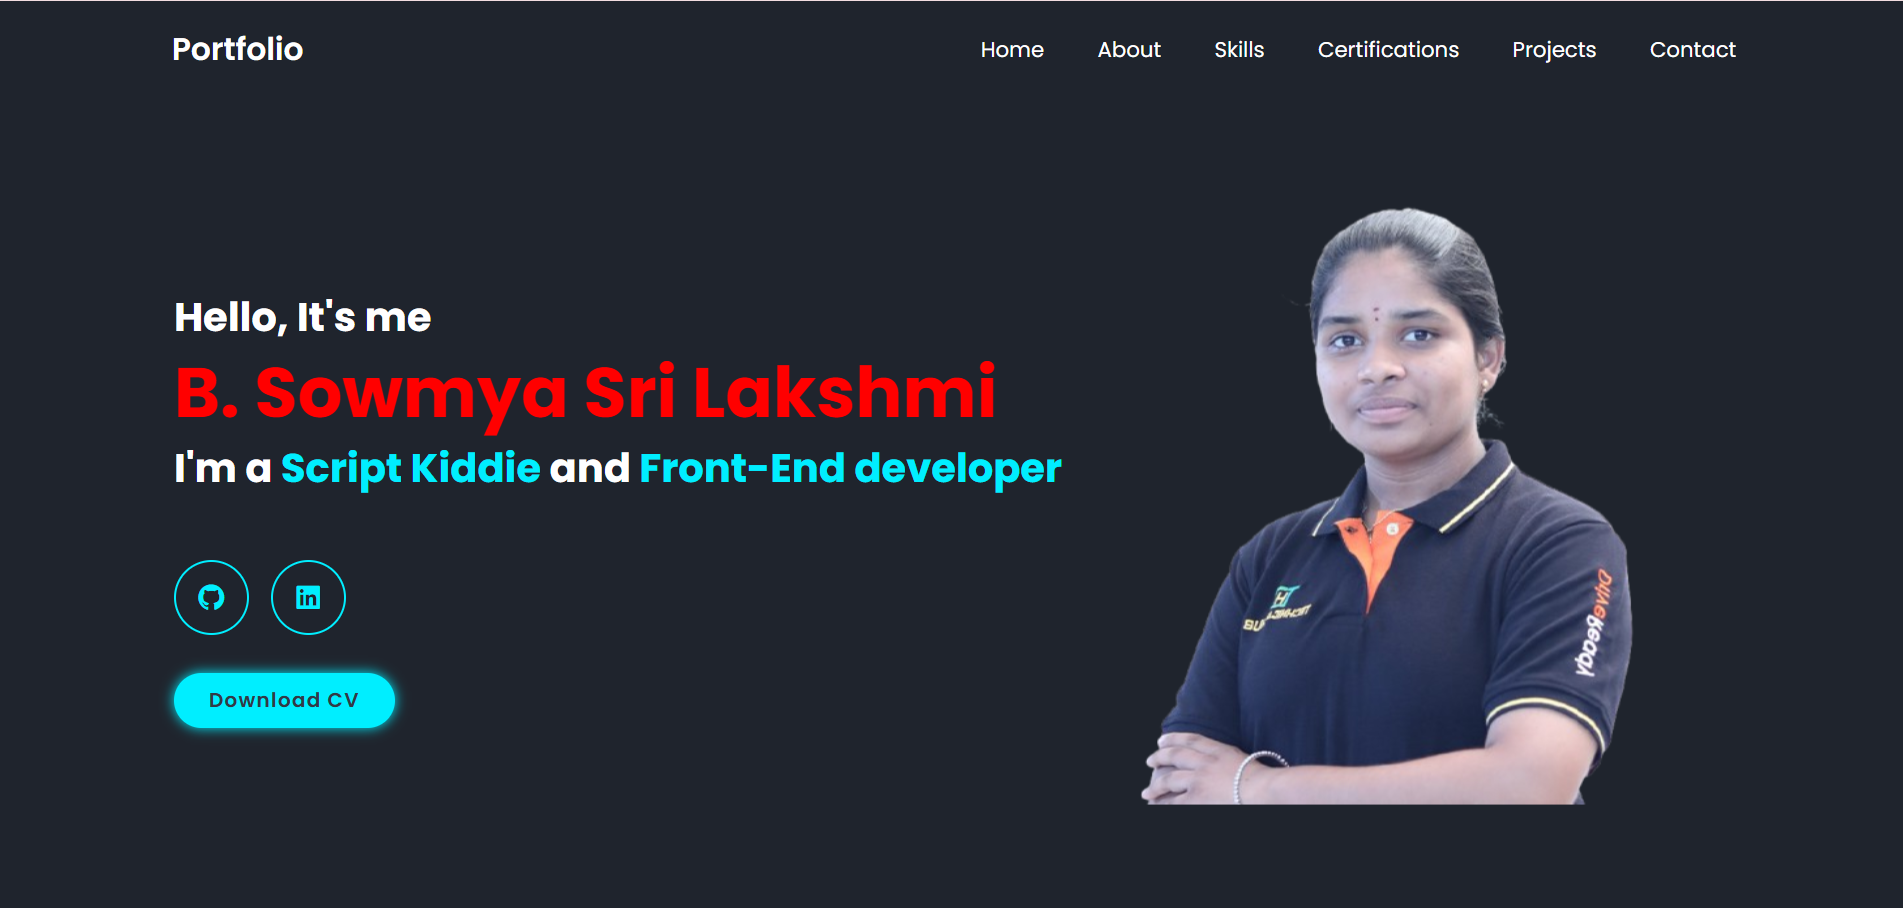 Portfolio
Home About Skills Certifications Projects Contact
Hello, It's me
B. Sowmya Sri Lakshmi
I'm a Script Kiddie and Front-End developer
in
Download CV
DriveReady